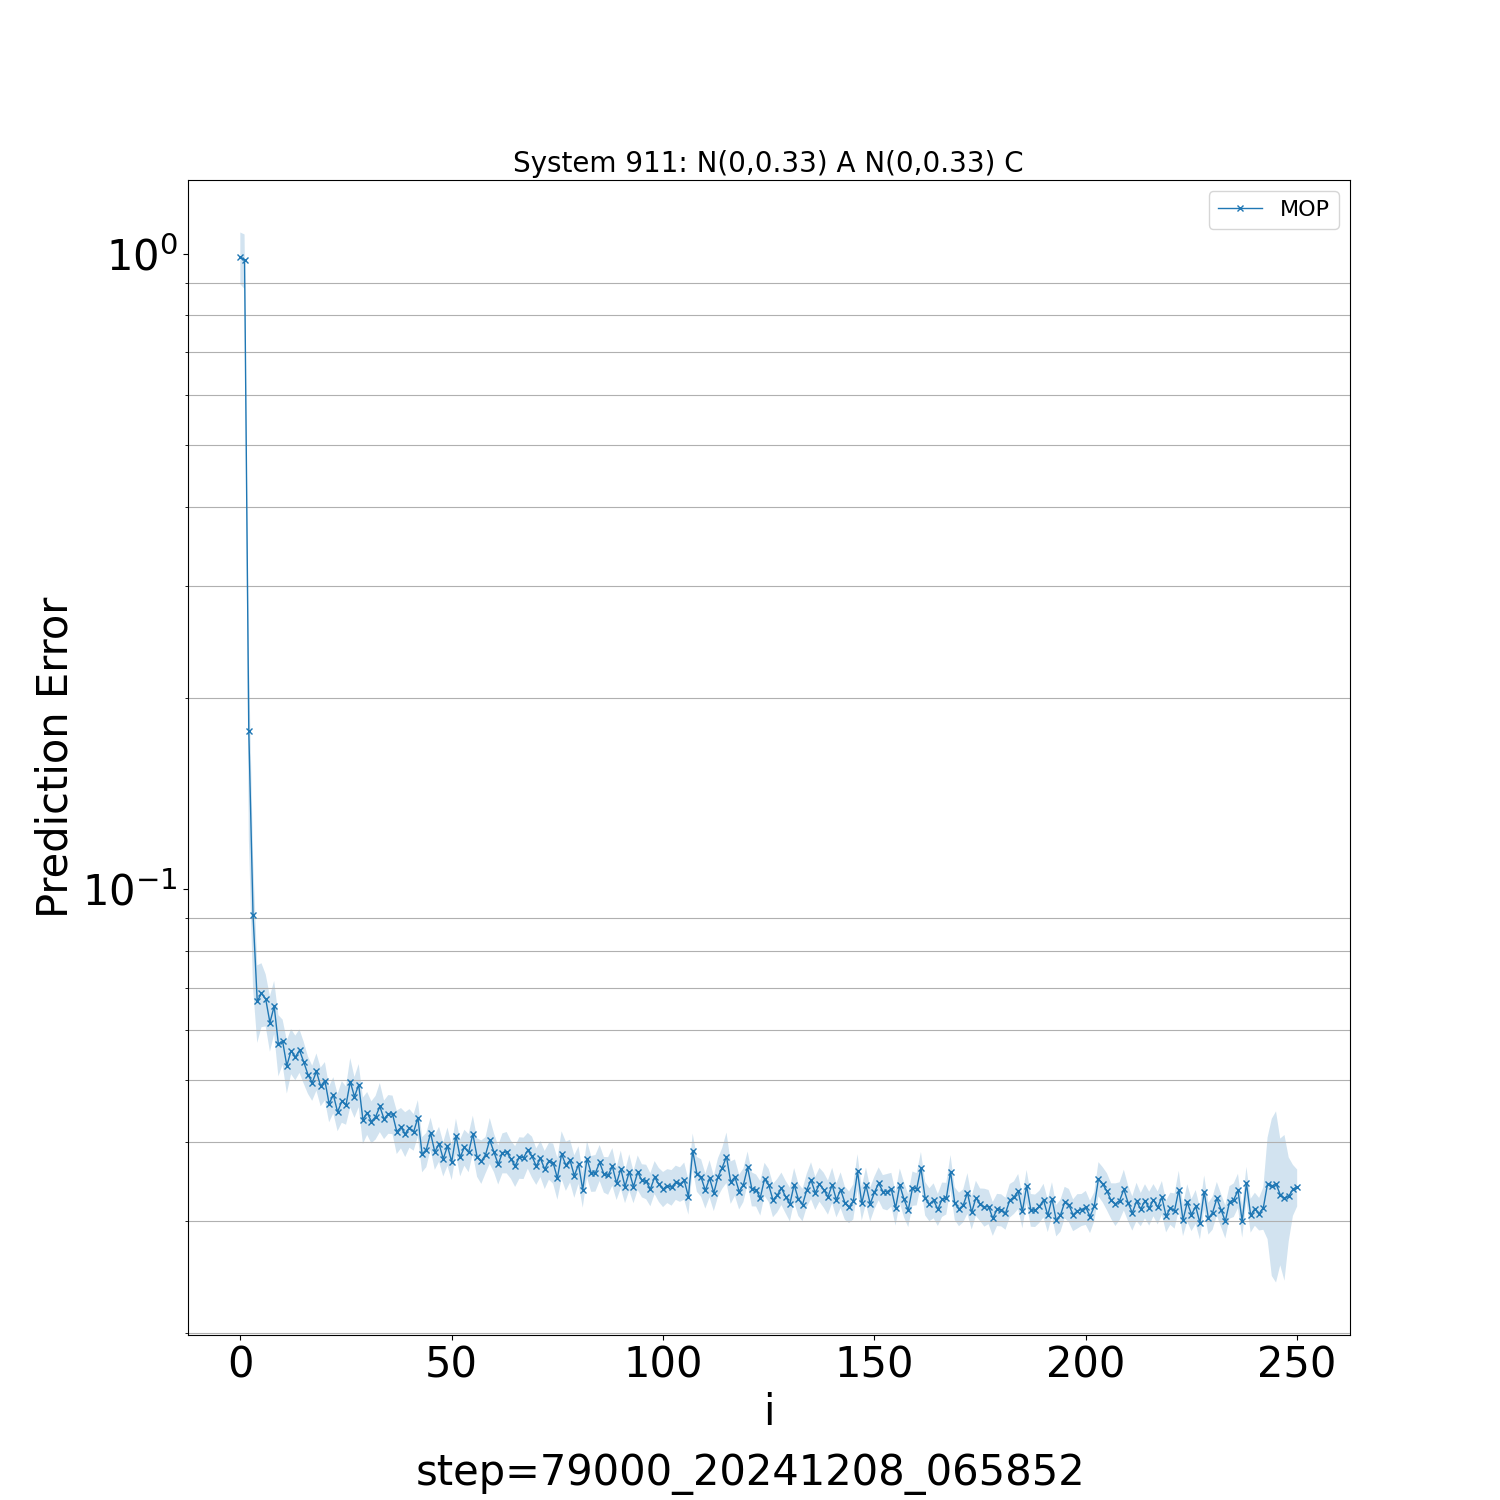 System 911: N(0,0.33) A N(0,0.33) C
MOP
10⁰
10⁻¹
Prediction Error
0 50 100 150 200 250
i
step=79000_20241208_065852